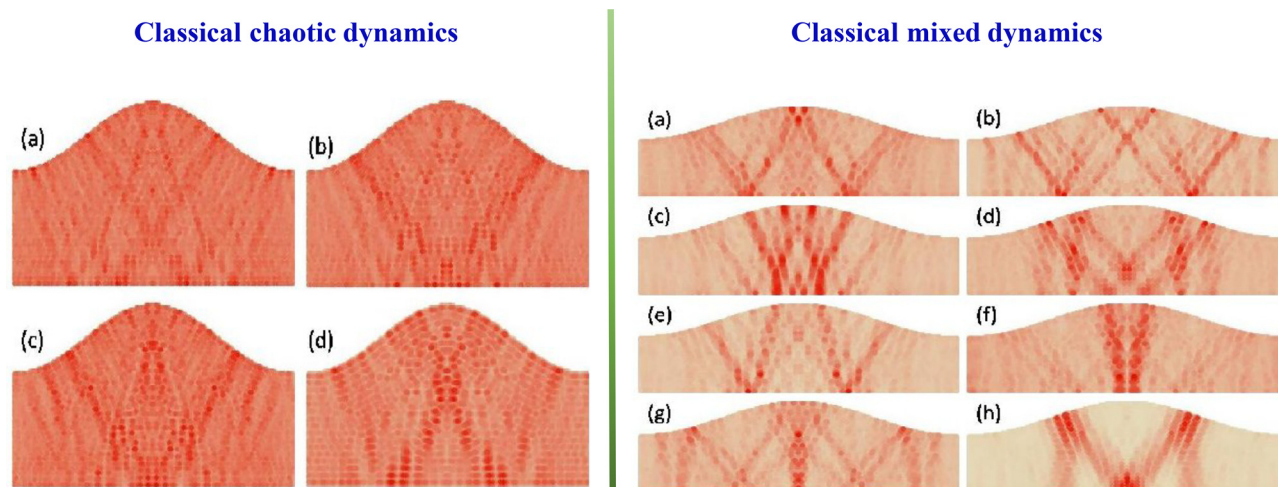 Classical chaotic dynamics
(a)
(b)
(c)
(d)
Classical mixed dynamics
(a)
(b)
(c)
(d)
(e)
(f)
(g)
(h)